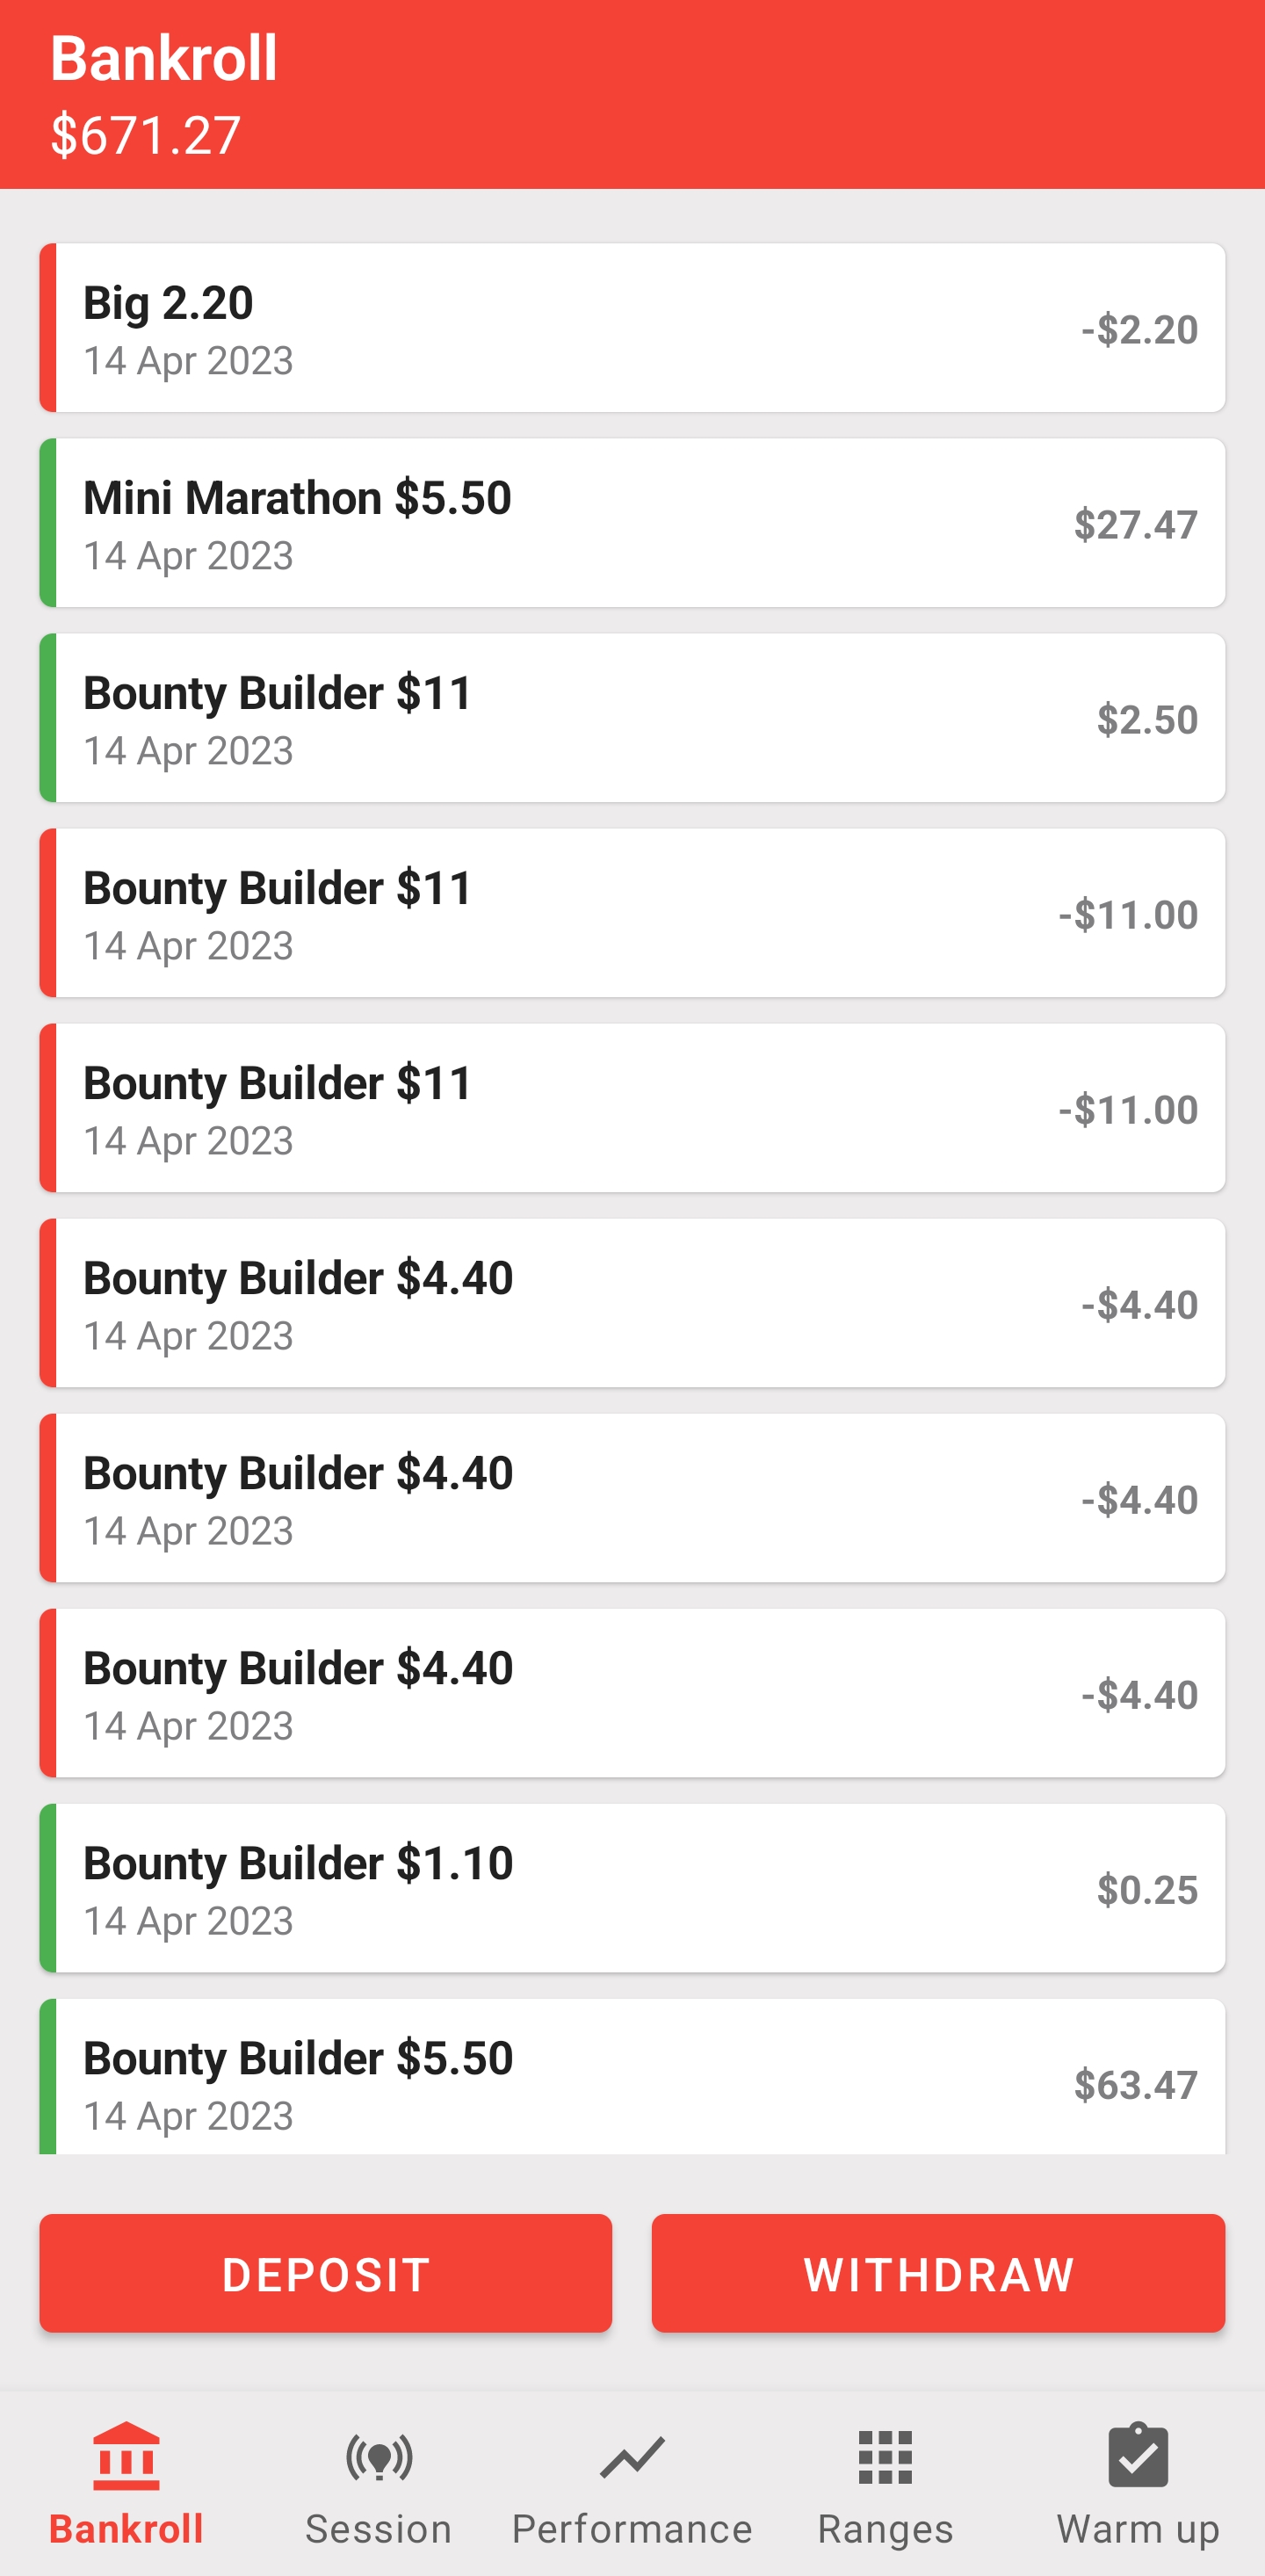 Bankroll
$671.27
Big 2.20
14 Apr 2023
-$2.20
Mini Marathon $5.50
14 Apr 2023
$27.47
Bounty Builder $11
14 Apr 2023
$2.50
Bounty Builder $11
14 Apr 2023
-$11.00
Bounty Builder $11
14 Apr 2023
-$11.00
Bounty Builder $4.40
14 Apr 2023
-$4.40
Bounty Builder $4.40
14 Apr 2023
-$4.40
Bounty Builder $4.40
14 Apr 2023
-$4.40
Bounty Builder $1.10
14 Apr 2023
$0.25
Bounty Builder $5.50
14 Apr 2023
$63.47
DEPOSIT
WITHDRAW
Bankroll
Session
Performance
Ranges
Warm up